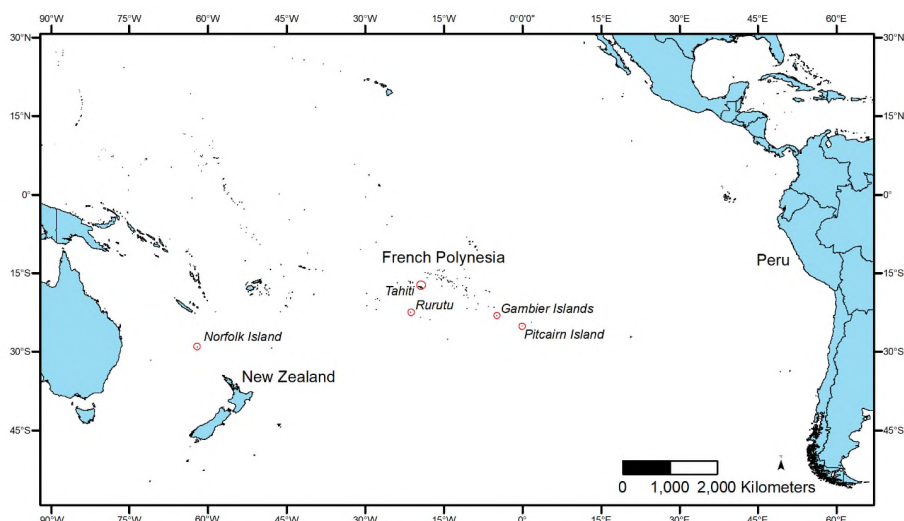 90°W 75°W 60°W 45°W 30°W 15°W 0°0'0" 15°E 30°E 45°E 60°E
30°N 30°N
15°N 15°N
0° 0°
French Polynesia
Peru
15°S 15°S
Tahiti
Rurutu
Gambier Islands
Pitcairn Island
Norfolk Island
30°S 30°S
New Zealand
45°S 45°S
0 1,000 2,000 Kilometers
90°W 75°W 60°W 45°W 30°W 15°W 0°0'0" 15°E 30°E 45°E 60°E